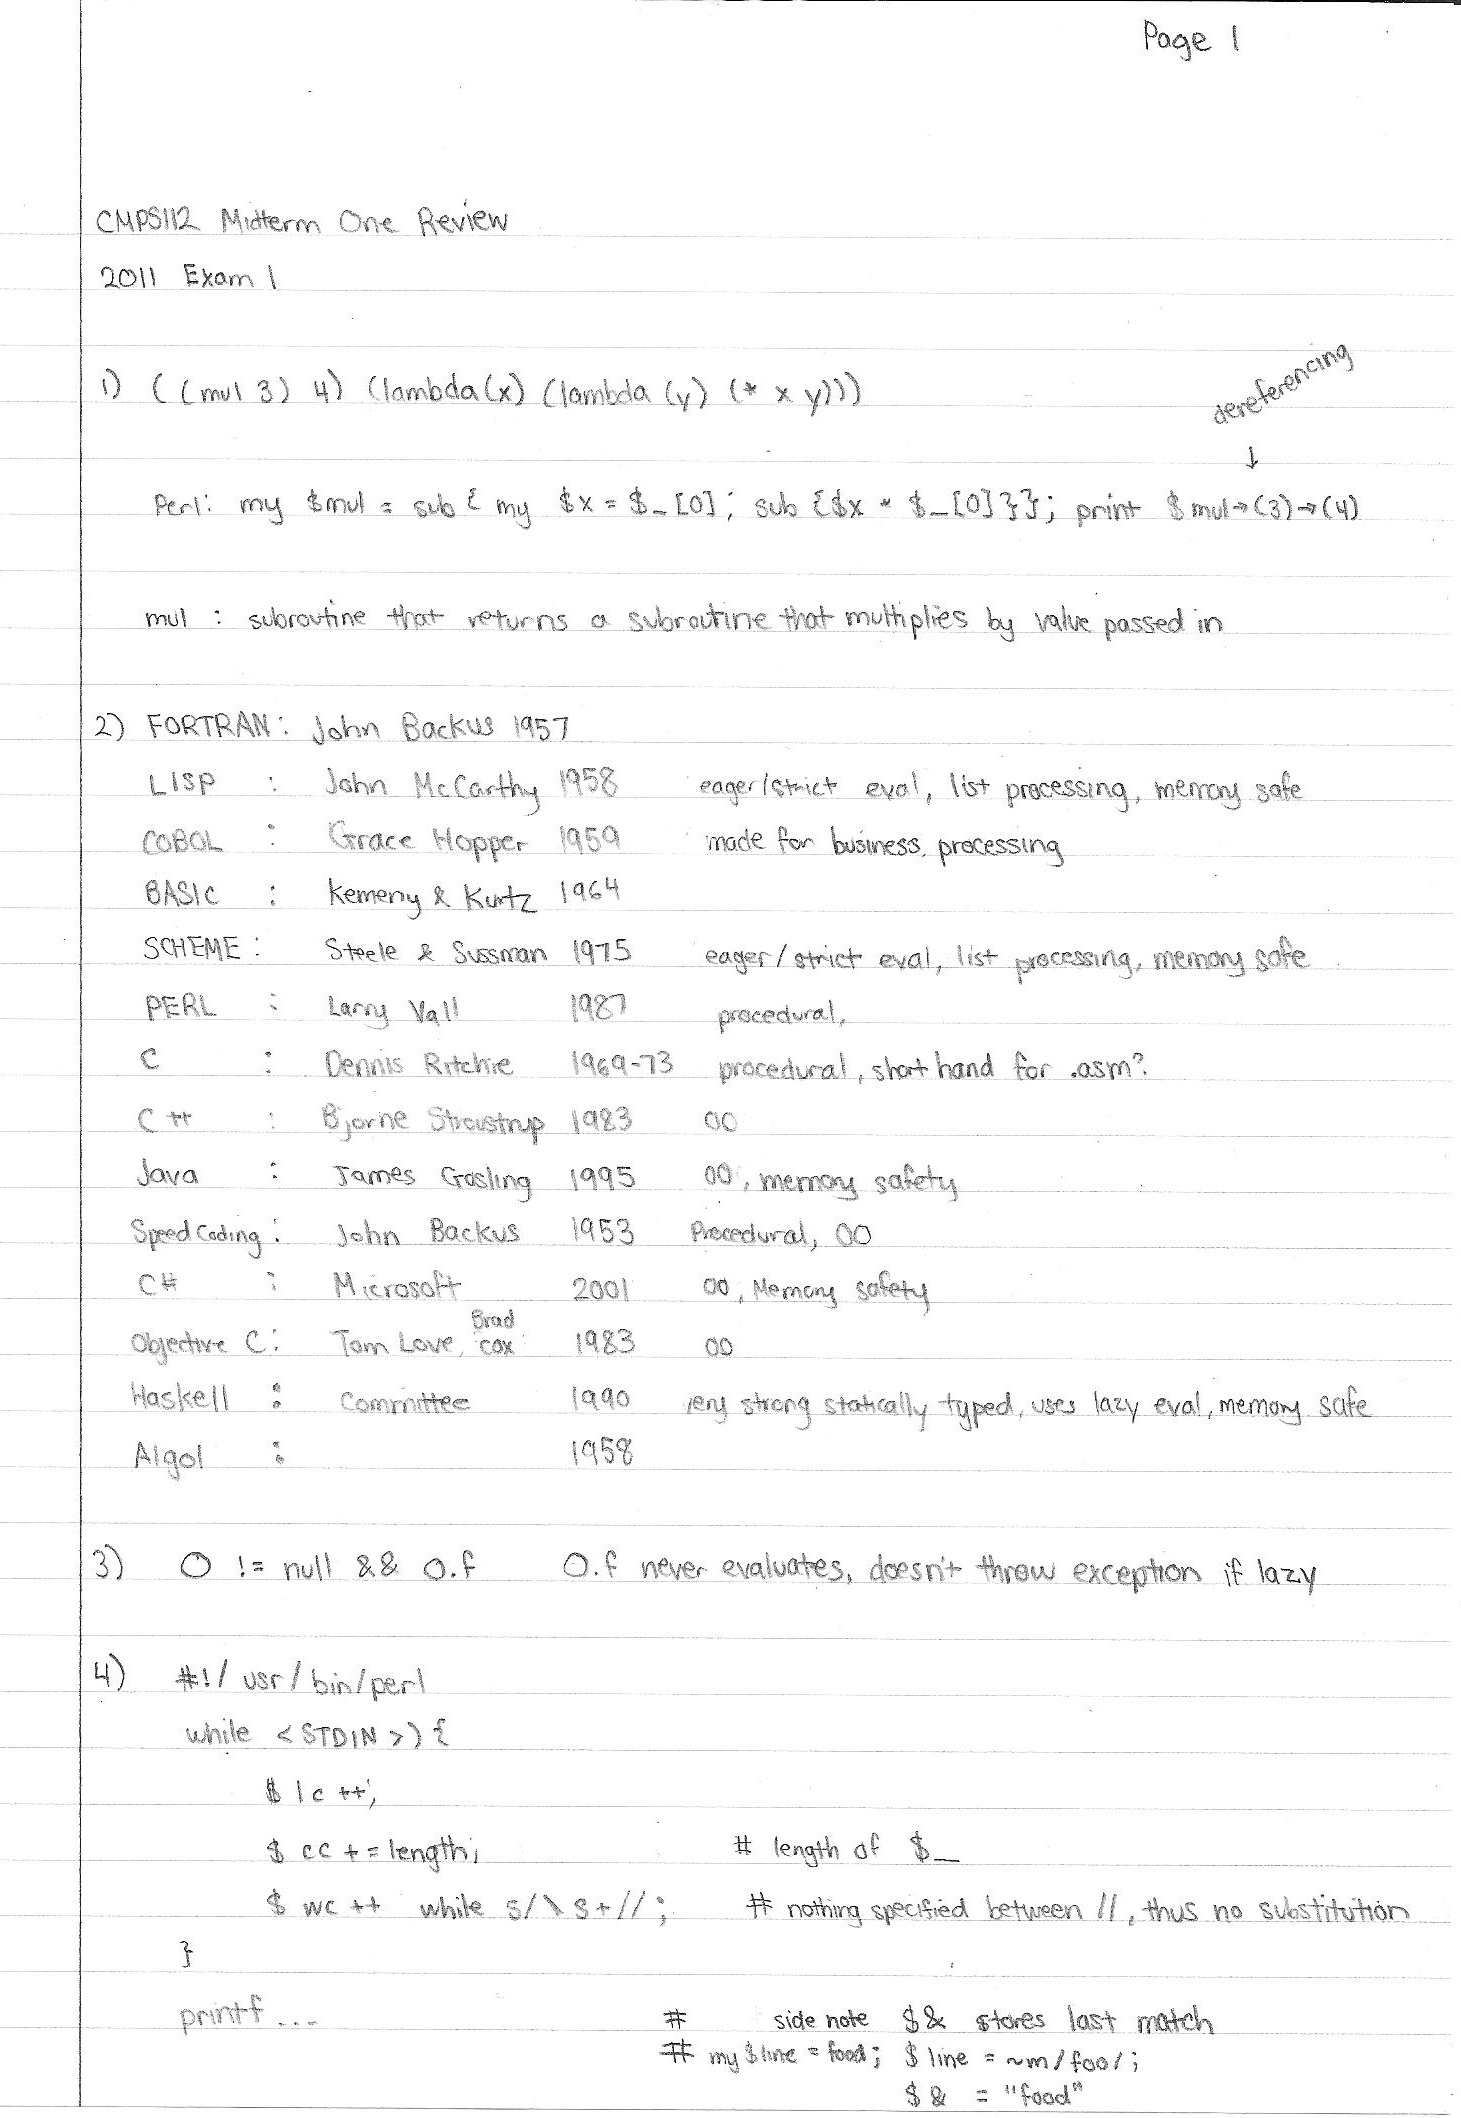 Page 1
CMPS112 Midterm One Review
2011 Exam 1
dereferencing
↓
1) ((mul 3) 4) (lambda(x) (lambda (y) (* x y)))
Perl: my $mul = sub { my $x = $_[0]; sub {$x * $_[0]}}; print $mul→(3)→(4)
mul : subroutine that returns a subroutine that multiplies by value passed in
2) FORTRAN: John Backus 1957
LISP : John McCarthy 1958 eager/strict eval, list processing, memory safe
COBOL : Grace Hopper 1959 made for business processing
BASIC : Kemeny & Kurtz 1964
SCHEME: Steele & Sussman 1975 eager/strict eval, list processing, memory safe
PERL : Larry Vall 1987 procedural,
C : Dennis Ritchie 1969-73 procedural, short hand for .asm?
C++ : Bjorne Stroustrup 1983 OO
Java : James Gosling 1995 OO, memory safety
Speed Coding: John Backus 1953 Procedural, OO
C# : Microsoft 2001 OO, Memory safety
Objective C: Tom Love, Brad cox 1983 OO
Haskell : Committee 1990 very strong statically typed, uses lazy eval, memory safe
Algol : 1958
3) O != null && O.f O.f never evaluates, doesn't throw exception if lazy
4) #!/usr/bin/perl
while <STDIN>){
$lc++;
$cc += length; # length of $_
$wc++ while s/\S+//; # nothing specified between //, thus no substitution
}
printf ...
# side note $& stores last match
# my $line = food; $line =~m/foo/;
$& = "food"